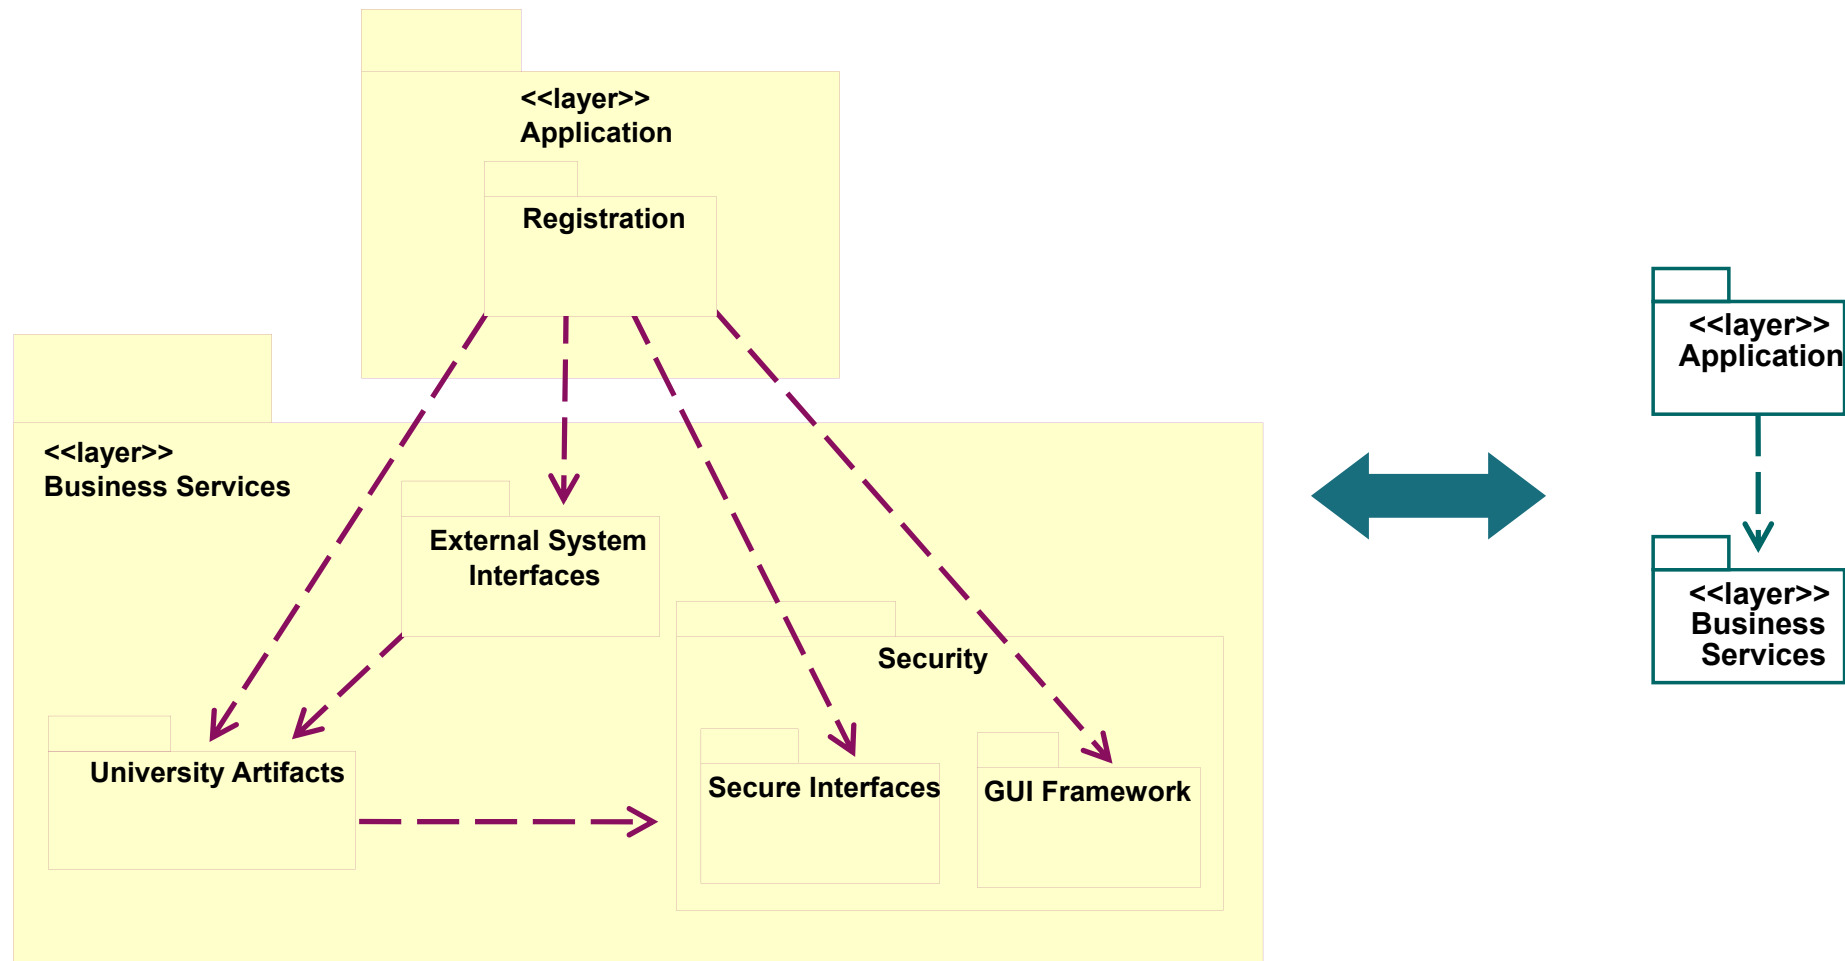 <<layer>>
Application
Registration
<<layer>>
Business Services
External System
Interfaces
Security
University Artifacts
Secure Interfaces
GUI Framework
<<layer>>
Application
<<layer>>
Business
Services